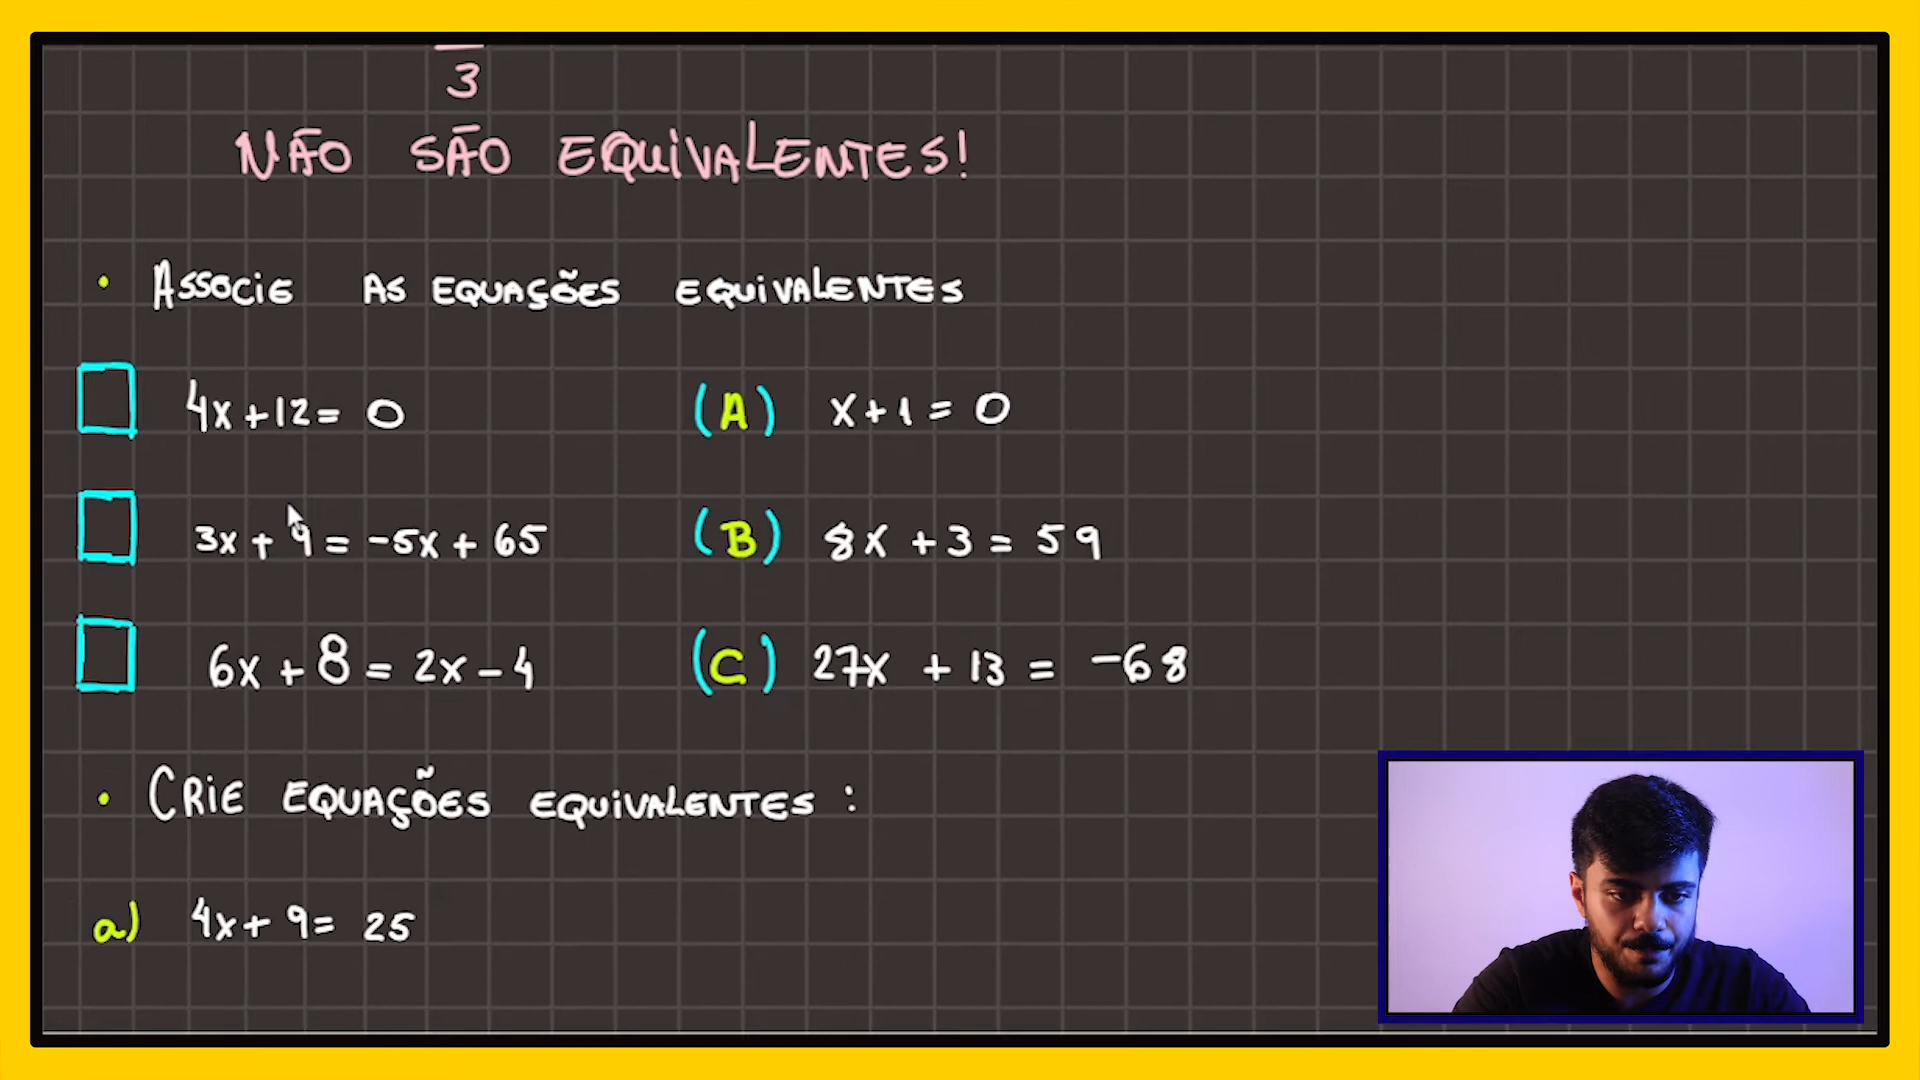 3
NÃO SÃO EQUIVALENTES!
• ASSOCIE AS EQUAÇÕES EQUIVALENTES
4x + 12 = 0 (A) x + 1 = 0
3x + 9 = -5x + 65 (B) 8x + 3 = 59
6x + 8 = 2x - 4 (C) 27x + 13 = -68
• CRIE EQUAÇÕES EQUIVALENTES :
a) 4x + 9 = 25